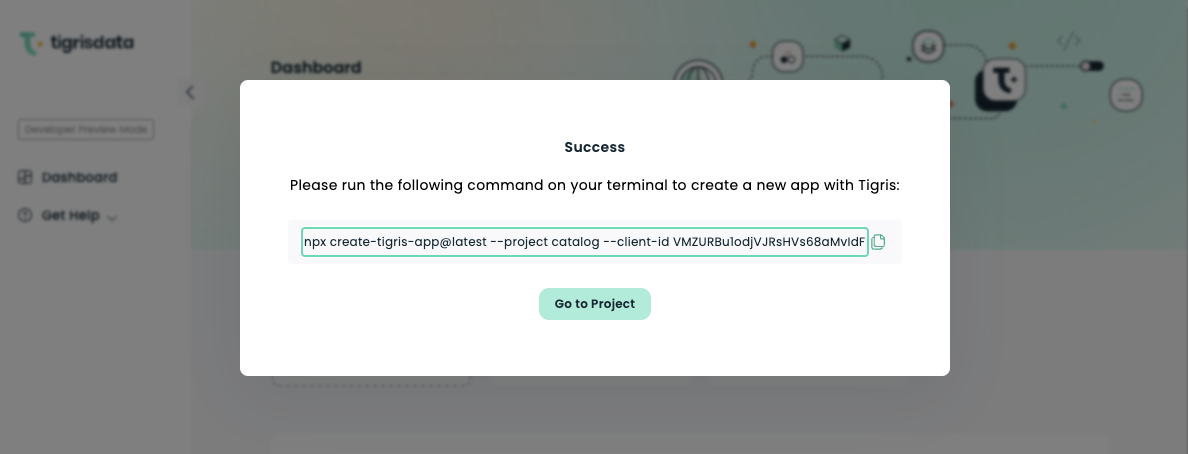 tigrisdata
Dashboard
Developer Preview Mode
Dashboard
Get Help
Success
Please run the following command on your terminal to create a new app with Tigris:
npx create-tigris-app@latest --project catalog --client-id VMZURBu1odjVJRsHVs68aMvIdF
Go to Project